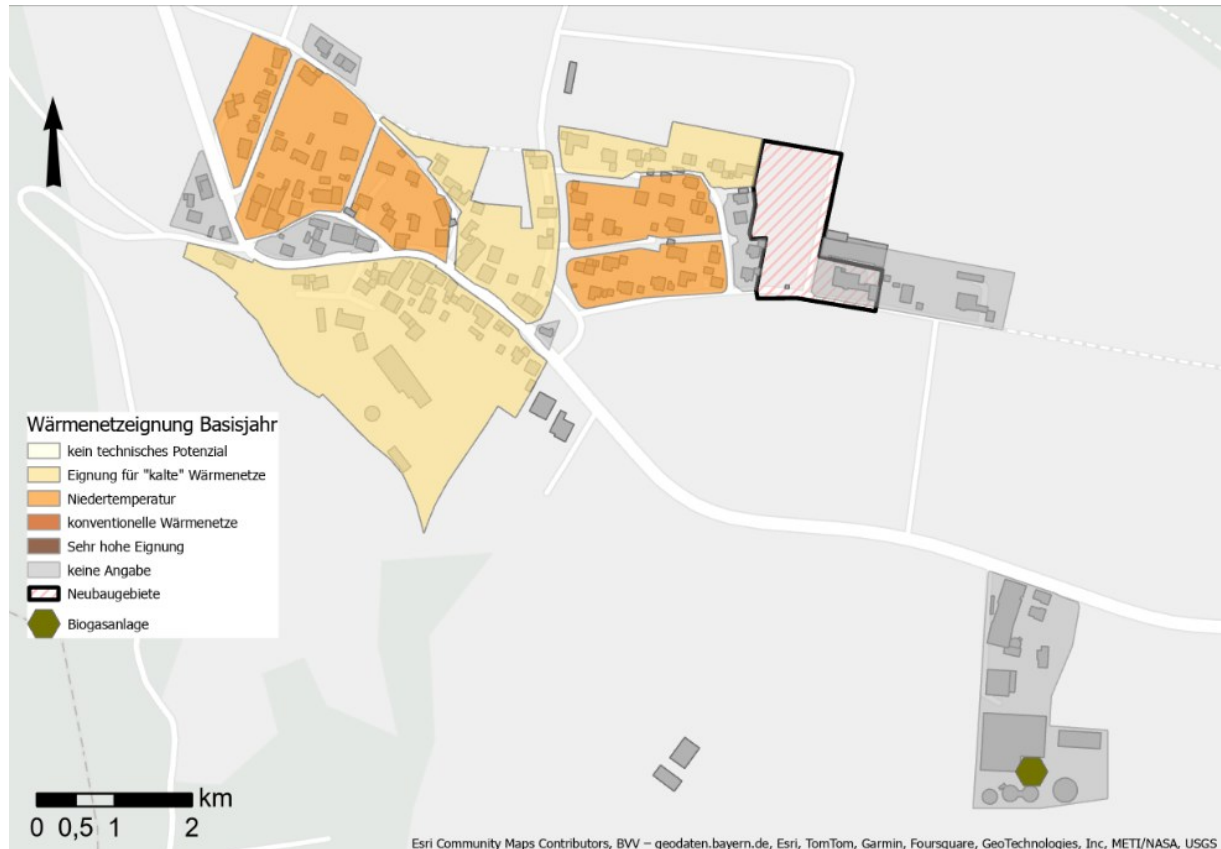 Wärmenetzeignung Basisjahr
kein technisches Potenzial
Eignung für "kalte" Wärmenetze
Niedertemperatur
konventionelle Wärmenetze
Sehr hohe Eignung
keine Angabe
Neubaugebiete
Biogasanlage
km
0 0,5 1 2
Esri Community Maps Contributors, BVV – geodaten.bayern.de, Esri, TomTom, Garmin, Foursquare, GeoTechnologies, Inc, METI/NASA, USGS